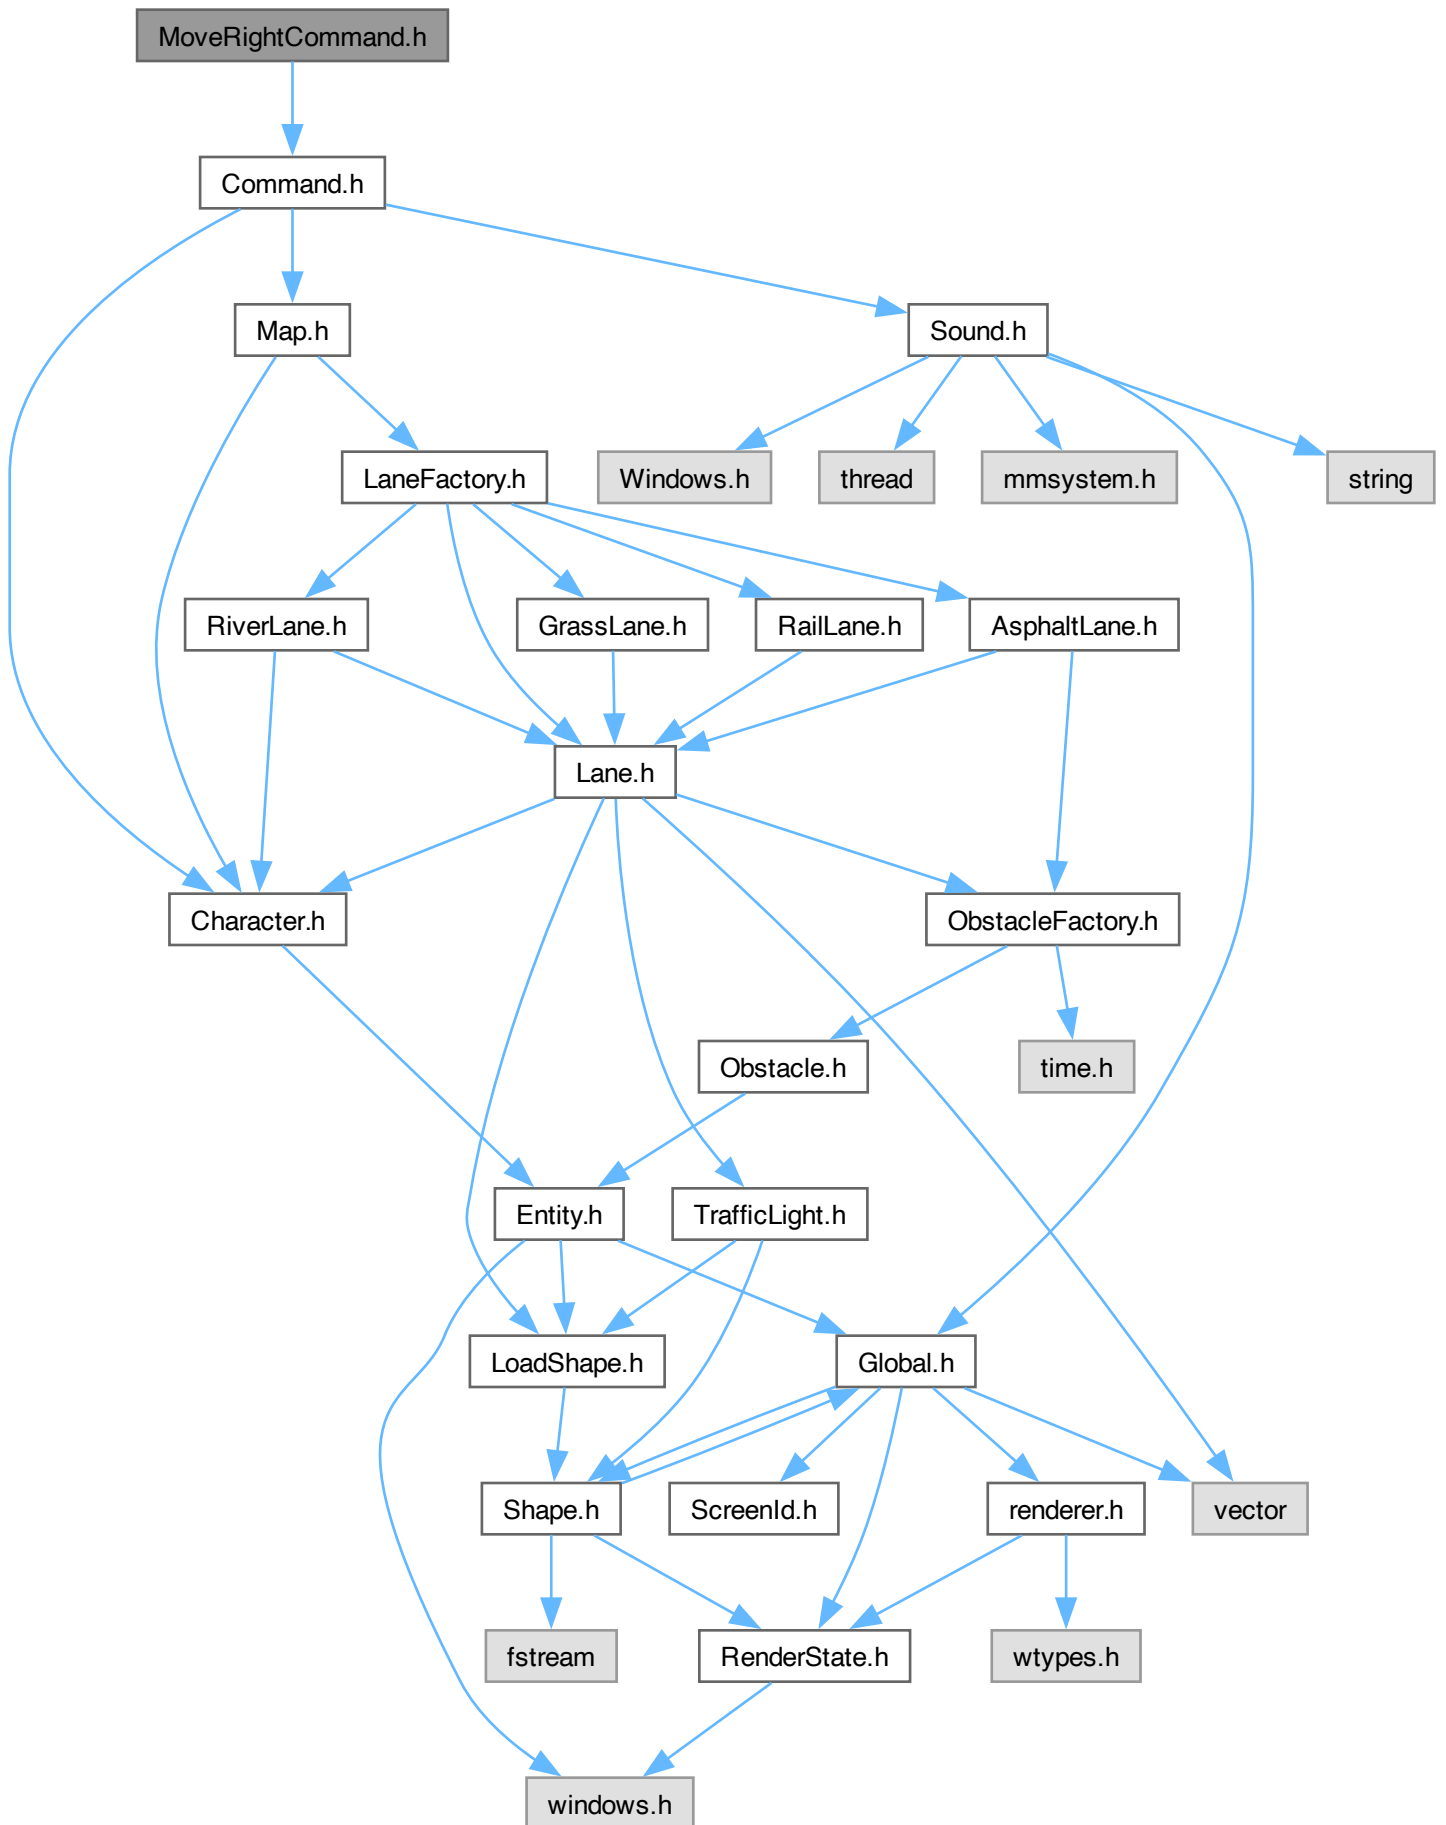 MoveRightCommand.h
Command.h
Map.h
Sound.h
LaneFactory.h
Windows.h
thread
mmsystem.h
string
RiverLane.h
GrassLane.h
RailLane.h
AsphaltLane.h
Lane.h
Character.h
ObstacleFactory.h
Obstacle.h
time.h
Entity.h
TrafficLight.h
LoadShape.h
Global.h
Shape.h
ScreenId.h
renderer.h
vector
fstream
RenderState.h
wtypes.h
windows.h